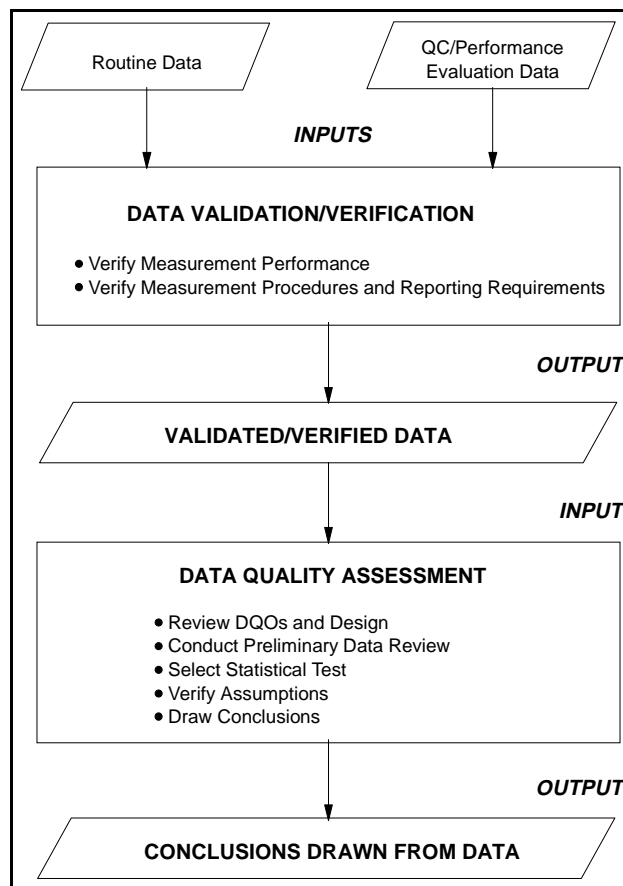 Routine Data
QC/Performance
Evaluation Data
INPUTS
DATA VALIDATION/VERIFICATION
● Verify Measurement Performance
● Verify Measurement Procedures and Reporting Requirements
OUTPUT
VALIDATED/VERIFIED DATA
INPUT
DATA QUALITY ASSESSMENT
● Review DQOs and Design
● Conduct Preliminary Data Review
● Select Statistical Test
● Verify Assumptions
● Draw Conclusions
OUTPUT
CONCLUSIONS DRAWN FROM DATA